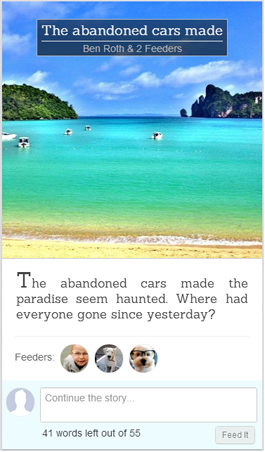 The abandoned cars made
Ben Roth & 2 Feeders
The abandoned cars made the
paradise seem haunted. Where had
everyone gone since yesterday?
Feeders:
Continue the story...
41 words left out of 55
Feed It